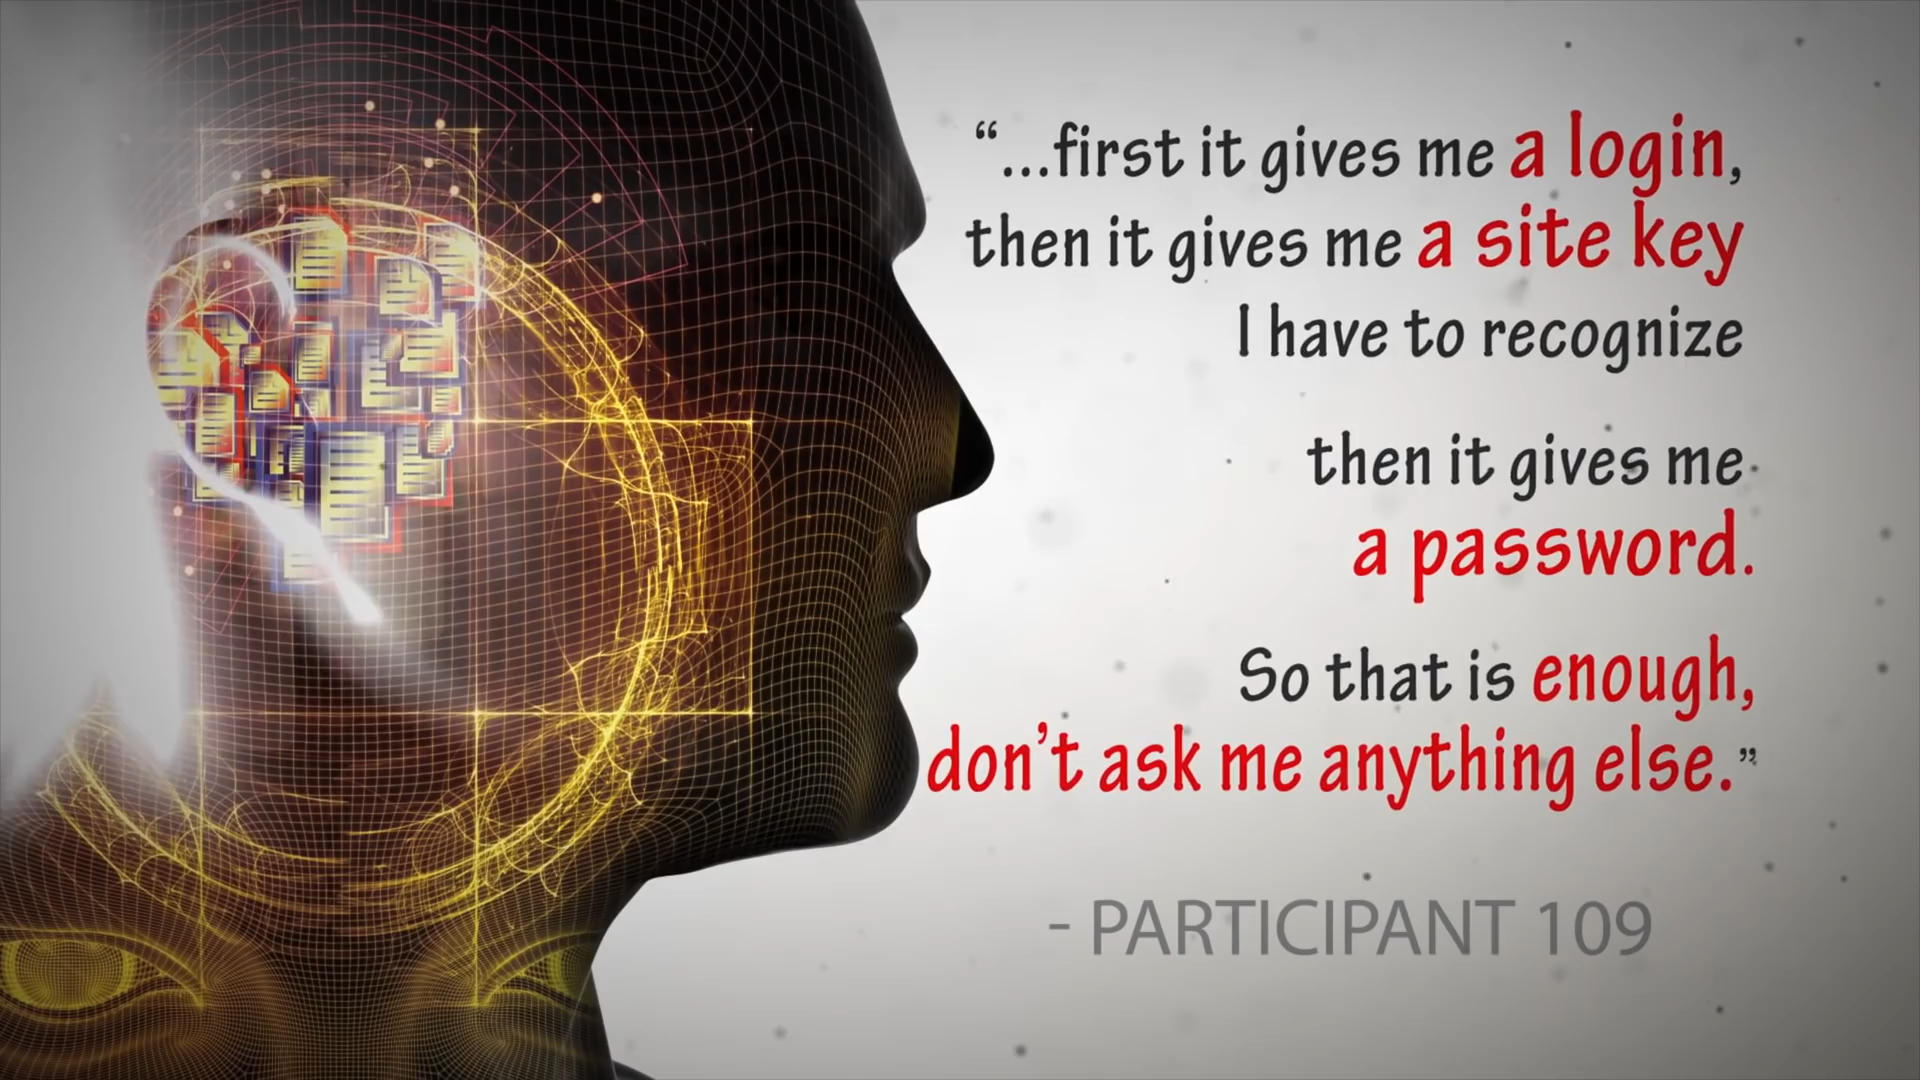 “...first it gives me a login,
then it gives me a site key
I have to recognize
then it gives me
a password.
So that is enough,
don’t ask me anything else.”
- PARTICIPANT 109